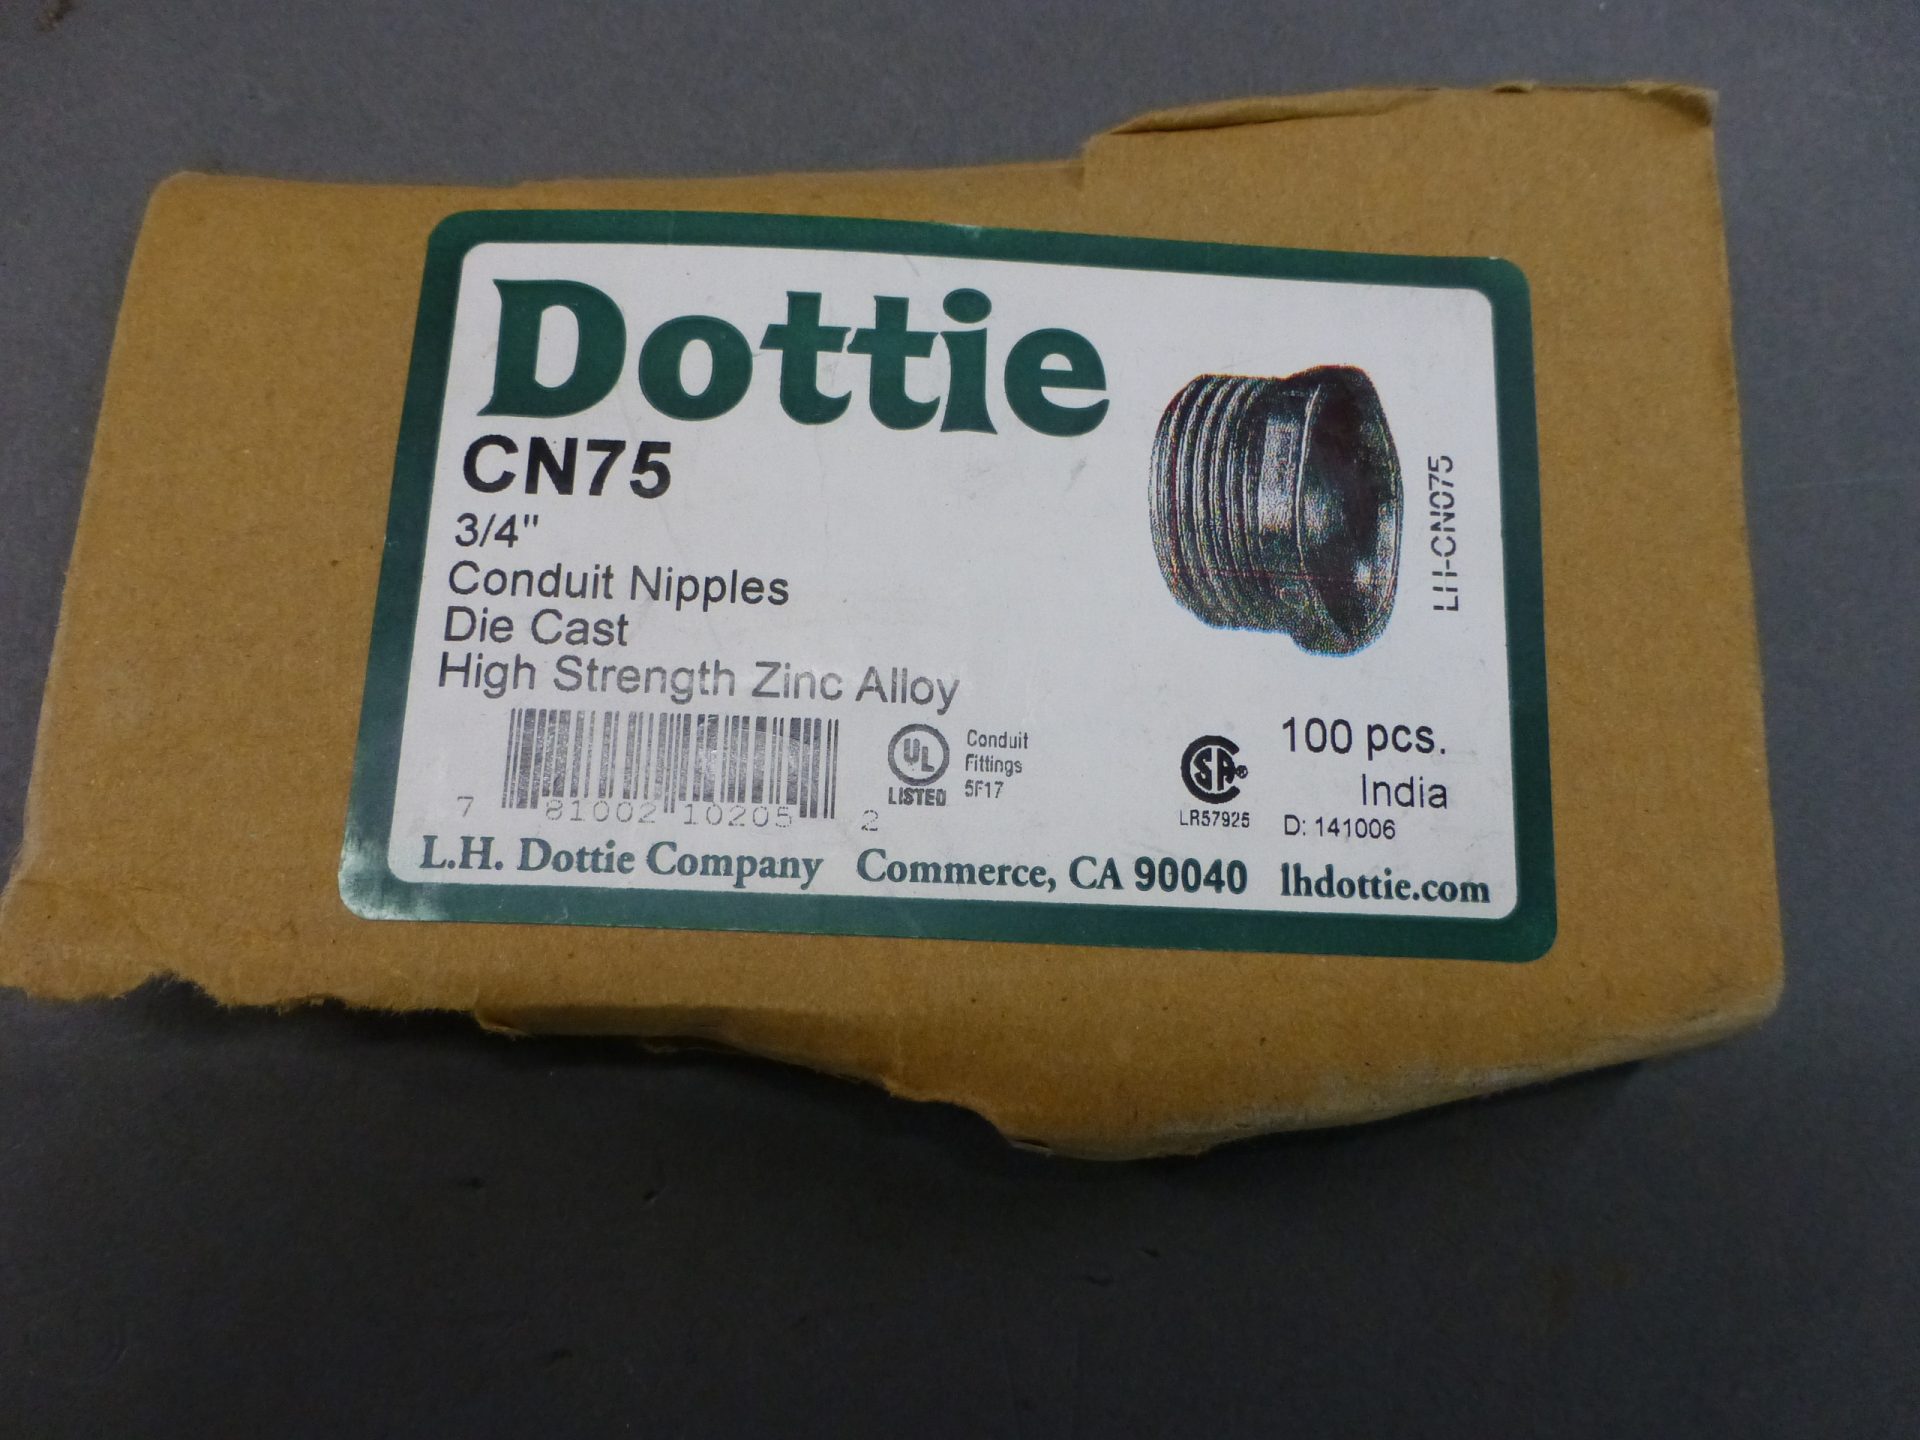 Dottie
CN75
3/4"
Conduit Nipples
Die Cast
High Strength Zinc Alloy
LH-CN075
7 81002 10205 2
UL
LISTED
Conduit
Fittings
5F17
SA
LR57925
100 pcs.
India
D: 141006
L.H. Dottie Company Commerce, CA 90040 lhdottie.com